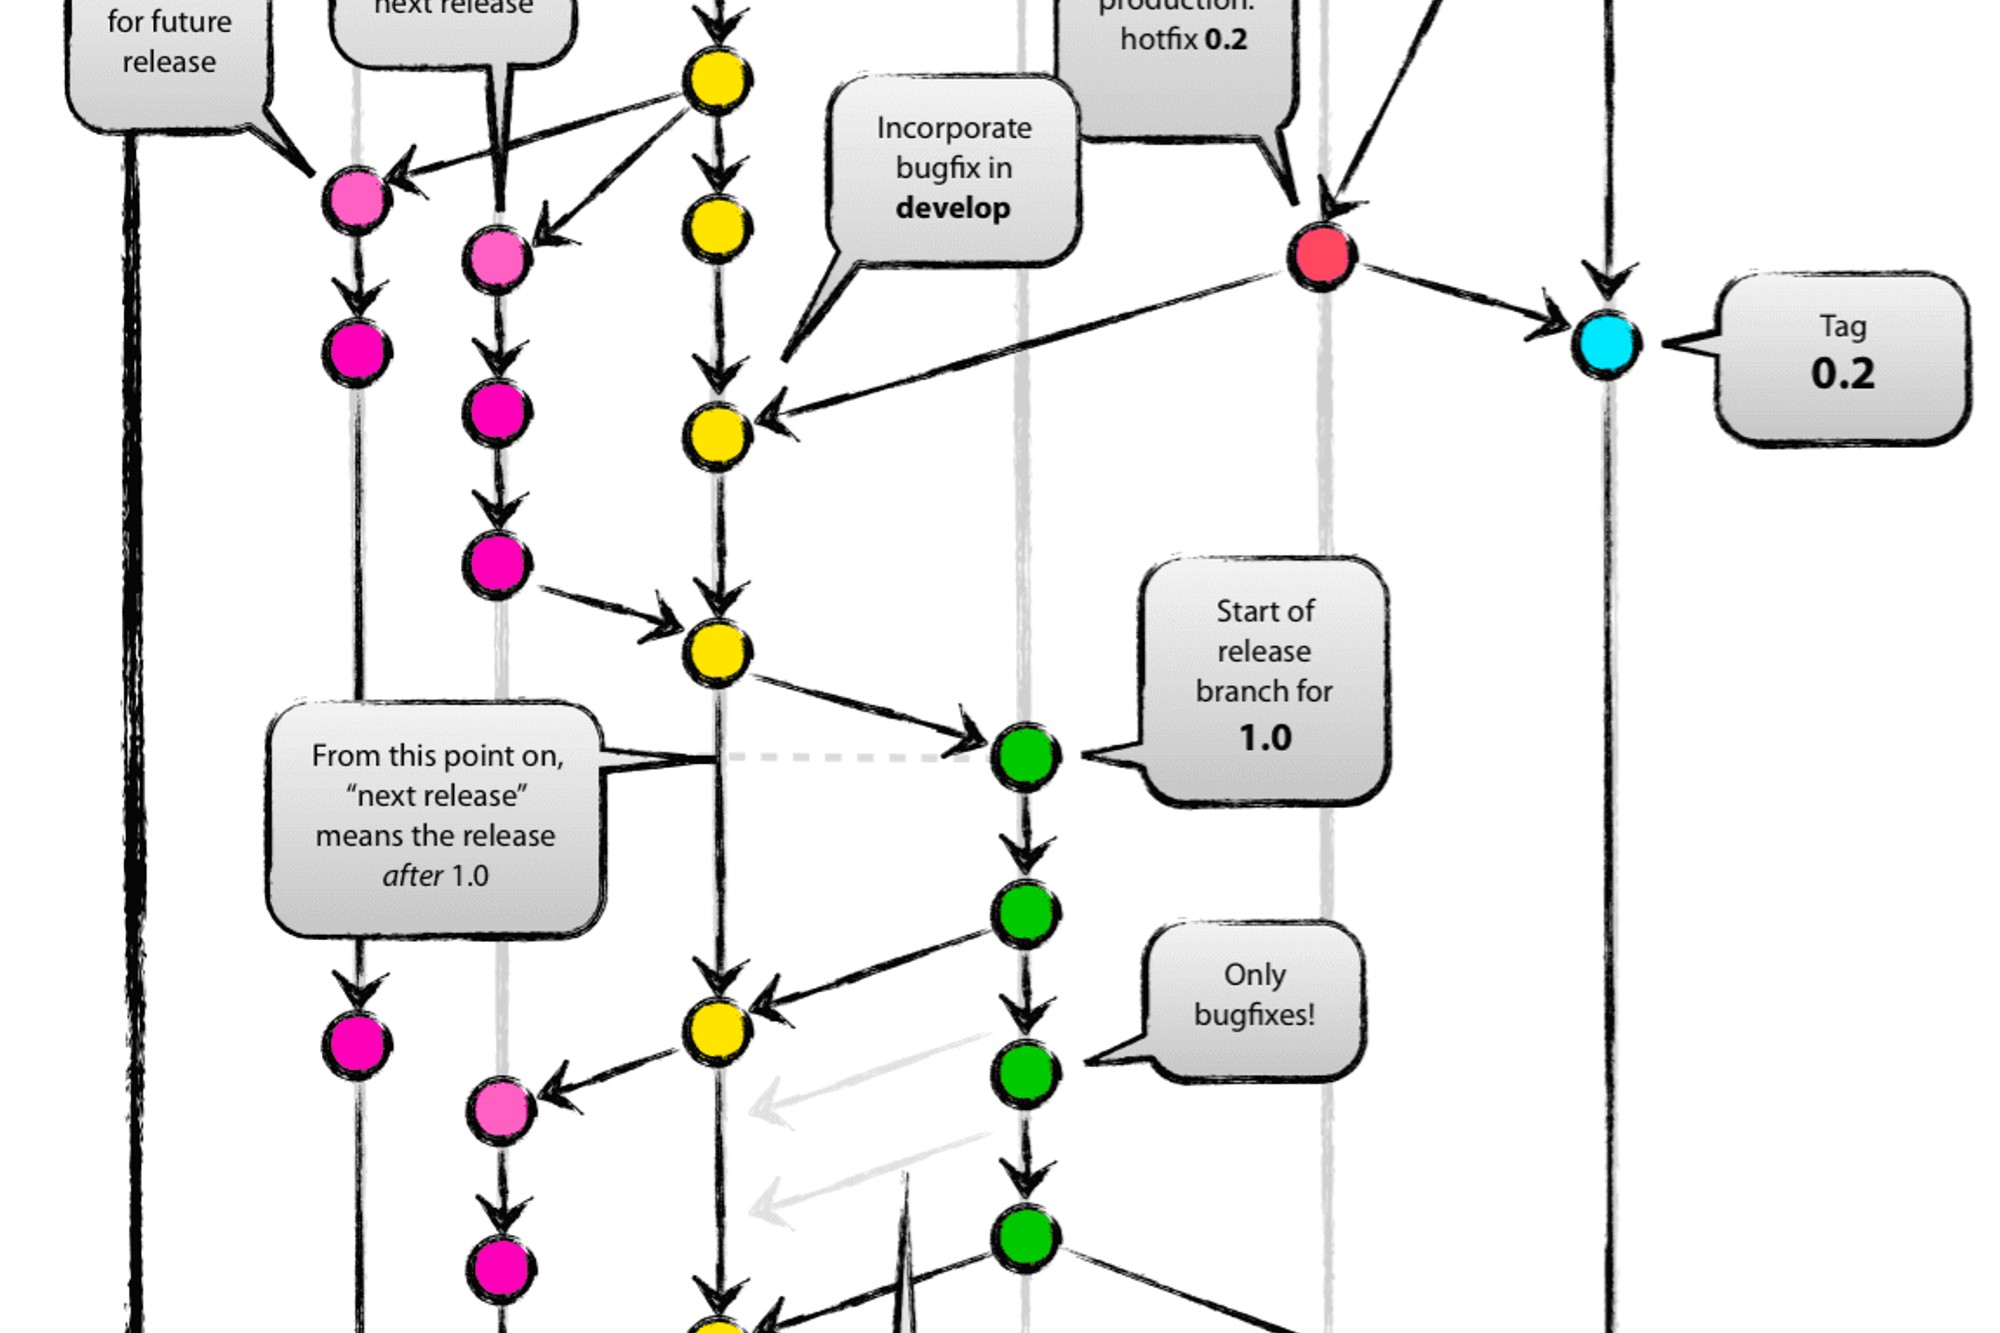 for future
release
next release
production:
hotfix 0.2
Incorporate
bugfix in
develop
Tag
0.2
Start of
release
branch for
1.0
From this point on,
“next release”
means the release
after 1.0
Only
bugfixes!